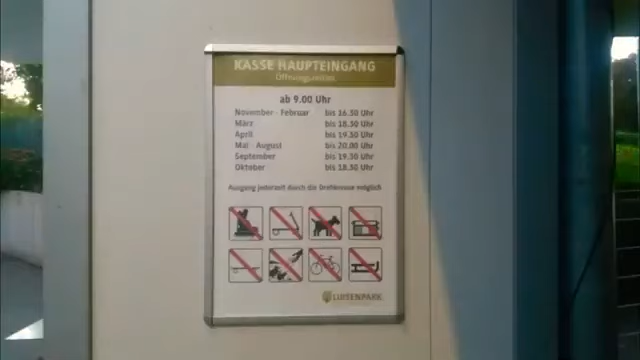 KASSE HAUPTEINGANG
Öffnungszeiten
ab 9.00 Uhr
November - Februar bis 16.30 Uhr
März bis 18.30 Uhr
April bis 19.30 Uhr
Mai - August bis 20.00 Uhr
September bis 19.30 Uhr
Oktober bis 18.30 Uhr
Ausgang jederzeit durch die Drehkreuze möglich
LUISENPARK